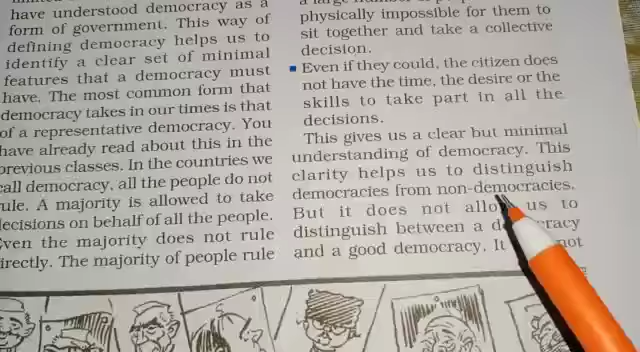 have understood democracy as a
form of government. This way of
defining democracy helps us to
identify a clear set of minimal
features that a democracy must
have. The most common form that
democracy takes in our times is that
of a representative democracy. You
have already read about this in the
previous classes. In the countries we
call democracy, all the people do not
rule. A majority is allowed to take
decisions on behalf of all the people.
Even the majority does not rule
directly. The majority of people rule
physically impossible for them to
sit together and take a collective
decision.
▪ Even if they could, the citizen does
not have the time, the desire or the
skills to take part in all the
decisions.
This gives us a clear but minimal
understanding of democracy. This
clarity helps us to distinguish
democracies from non-democracies.
But it does not us to
distinguish between a
and a good democracy. It not